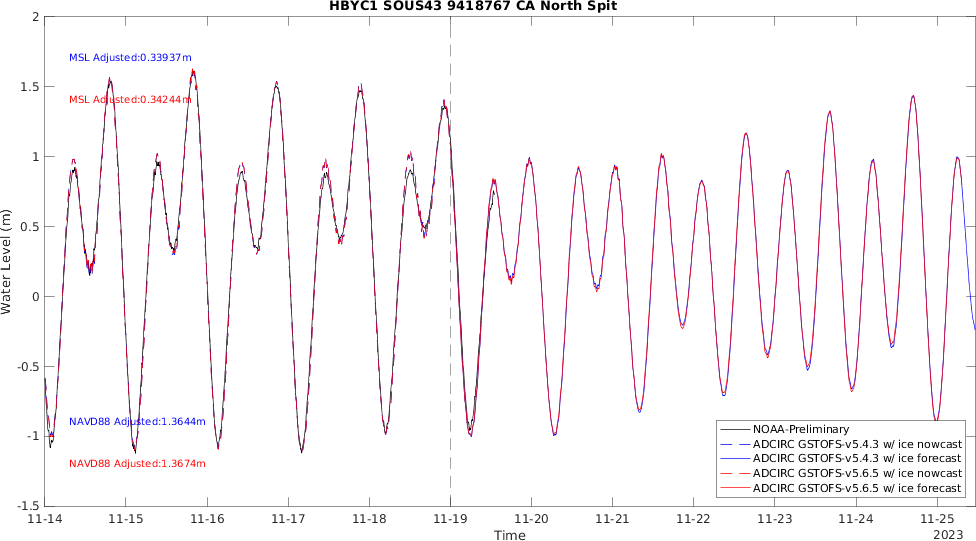 HBYC1 SOUS43 9418767 CA North Spit
Water Level (m)
2
1.5
1
0.5
0
-0.5
-1
-1.5
MSL Adjusted:0.33937m
MSL Adjusted:0.34244m
NAVD88 Adjusted:1.3644m
NAVD88 Adjusted:1.3674m
NOAA-Preliminary
ADCIRC GSTOFS-v5.4.3 w/ ice nowcast
ADCIRC GSTOFS-v5.4.3 w/ ice forecast
ADCIRC GSTOFS-v5.6.5 w/ ice nowcast
ADCIRC GSTOFS-v5.6.5 w/ ice forecast
11-14 11-15 11-16 11-17 11-18 11-19 11-20 11-21 11-22 11-23 11-24 11-25
2023
Time